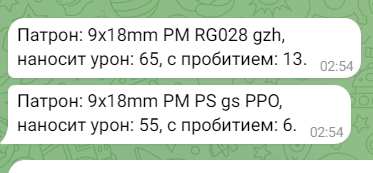 Патрон: 9x18mm PM RG028 gzh,
наносит урон: 65, с пробитием: 13. 02:54
Патрон: 9x18mm PM PS gs PPO,
наносит урон: 55, с пробитием: 6. 02:54